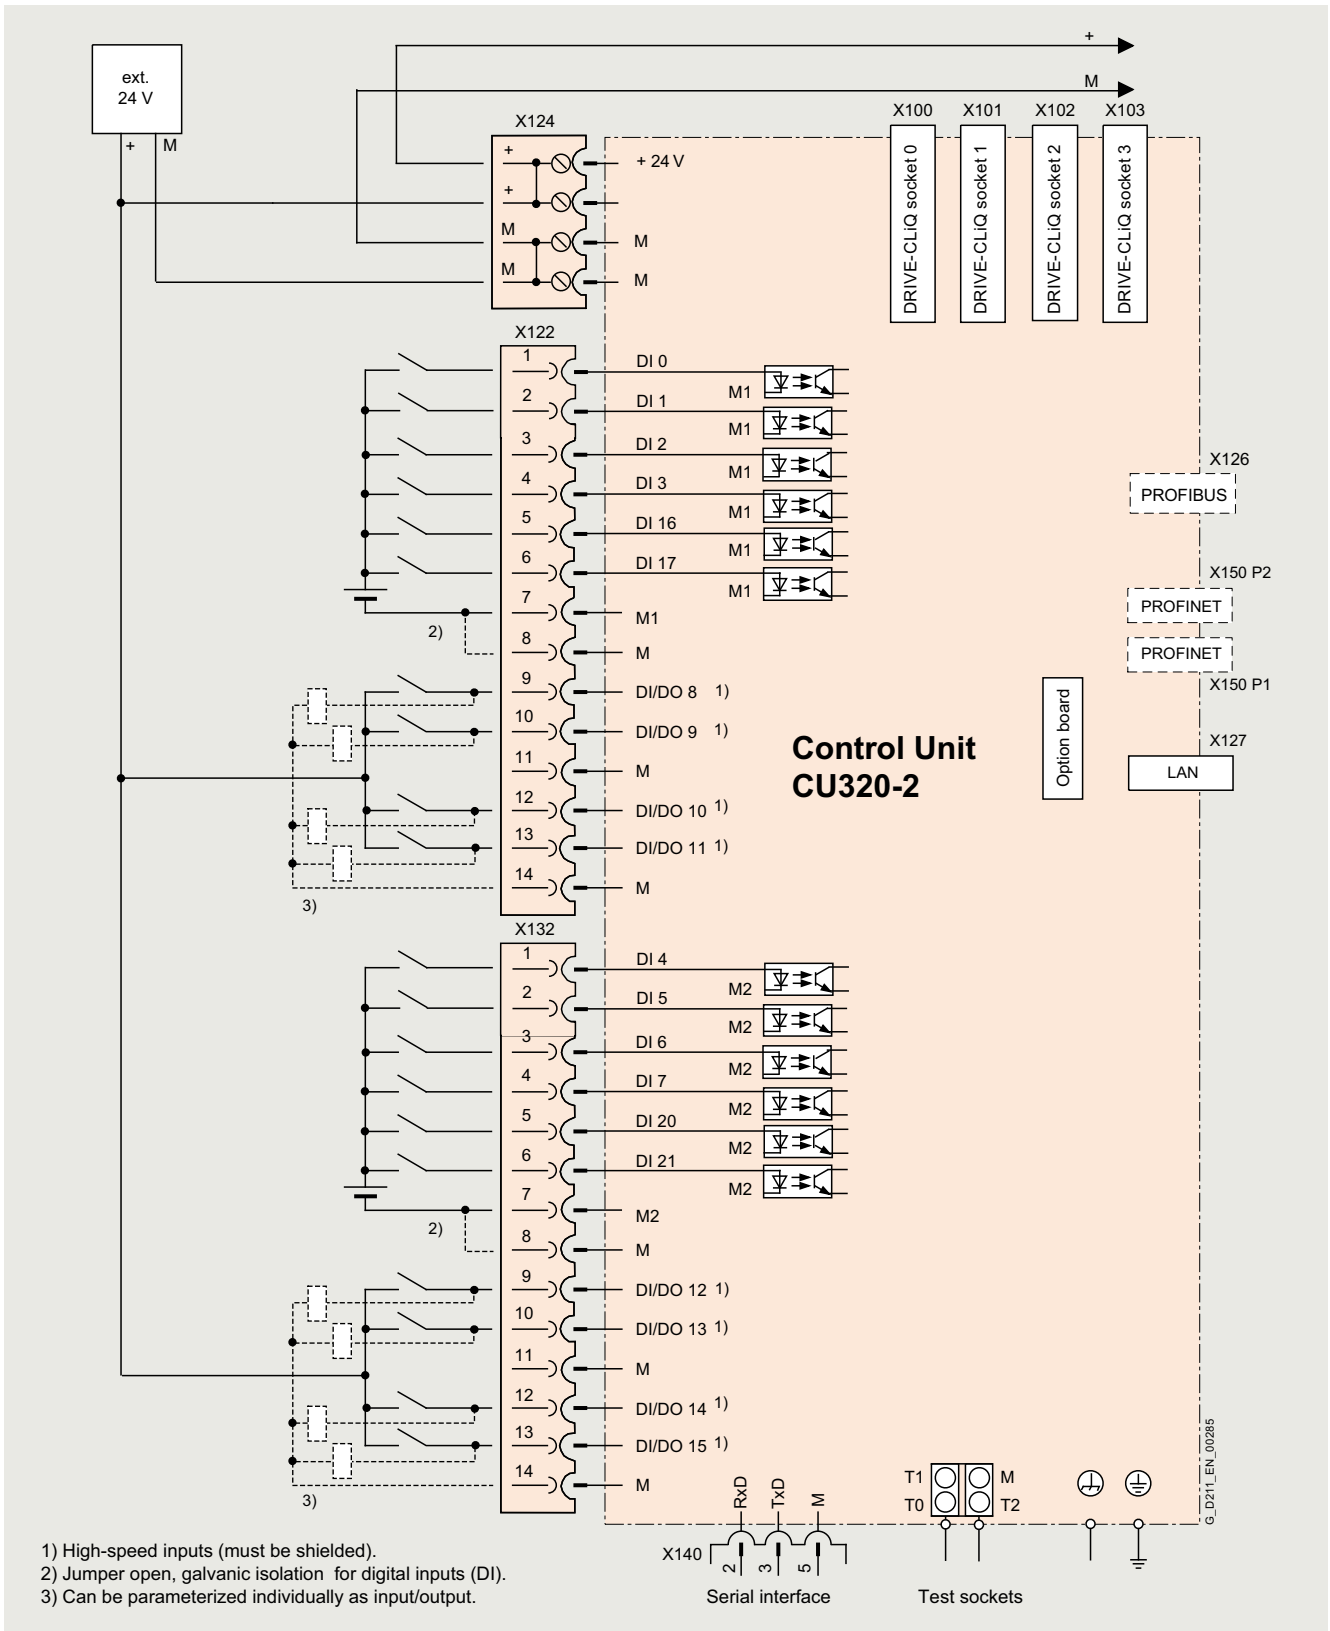 ext.
24 V
+ M
+
M
X124
+
+
M
M
+ 24 V
M
M
X100 X101 X102 X103
DRIVE-CLiQ socket 0
DRIVE-CLiQ socket 1
DRIVE-CLiQ socket 2
DRIVE-CLiQ socket 3
X122
1 DI 0 M1
2 DI 1 M1
3 DI 2 M1
4 DI 3 M1
5 DI 16 M1
6 DI 17 M1
7 M1
2)
8 M
9 DI/DO 8 1)
10 DI/DO 9 1)
11 M
12 DI/DO 10 1)
13 DI/DO 11 1)
14 M
3)
X126
PROFIBUS
X150 P2
PROFINET
PROFINET
X150 P1
Option board
X127
LAN
Control Unit
CU320-2
X132
1 DI 4 M2
2 DI 5 M2
3 DI 6 M2
4 DI 7 M2
5 DI 20 M2
6 DI 21 M2
7 M2
2)
8 M
9 DI/DO 12 1)
10 DI/DO 13 1)
11 M
12 DI/DO 14 1)
13 DI/DO 15 1)
14 M
3)
RxD TxD M
X140
2 3 5
Serial interface
T1 M
T0 T2
Test sockets
G_D211_EN_00285
1) High-speed inputs (must be shielded).
2) Jumper open, galvanic isolation for digital inputs (DI).
3) Can be parameterized individually as input/output.